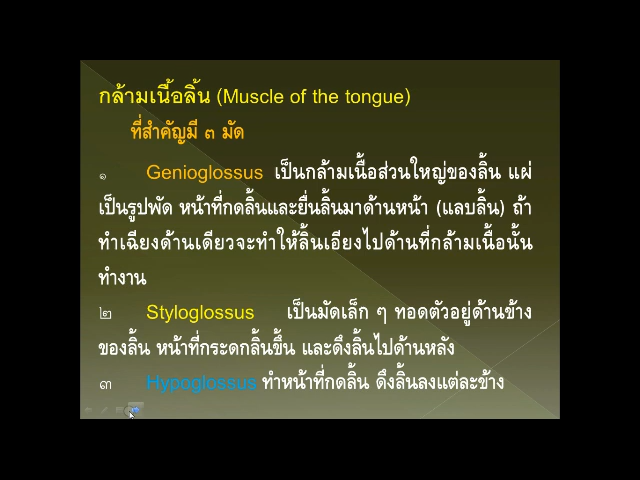 กล้ามเนื้อลิ้น (Muscle of the tongue)
ที่สำคัญมี ๓ มัด
๑ Genioglossus เป็นกล้ามเนื้อส่วนใหญ่ของลิ้น แผ่
เป็นรูปพัด หน้าที่กดลิ้นและยื่นลิ้นมาด้านหน้า (แลบลิ้น) ถ้า
ทำเฉียงด้านเดียวจะทำให้ลิ้นเอียงไปด้านที่กล้ามเนื้อนั้น
ทำงาน
๒ Styloglossus เป็นมัดเล็ก ๆ ทอดตัวอยู่ด้านข้าง
ของลิ้น หน้าที่กระดกลิ้นขึ้น และดึงลิ้นไปด้านหลัง
๓ Hypoglossus ทำหน้าที่กดลิ้น ดึงลิ้นลงแต่ละข้าง